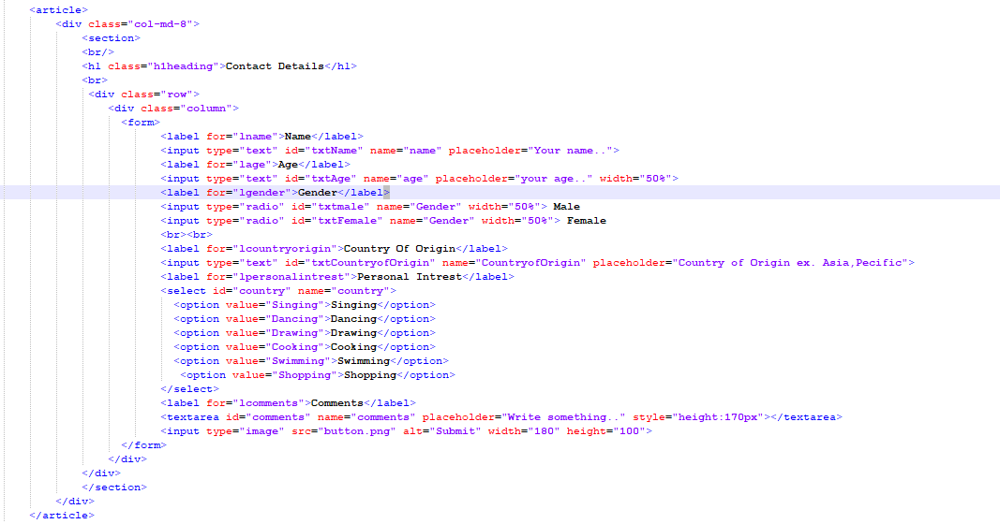 <article>
<div class="col-md-8">
<section>
<br/>
<h1 class="h1heading">Contact Details</h1>
<br>
<div class="row">
<div class="column">
<form>
<label for="lname">Name</label>
<input type="text" id="txtName" name="name" placeholder="Your name..">
<label for="lage">Age</label>
<input type="text" id="txtAge" name="age" placeholder="your age.." width="50%">
<label for="lgender">Gender</label>
<input type="radio" id="txtmale" name="Gender" width="50%"> Male
<input type="radio" id="txtFemale" name="Gender" width="50%"> Female
<br><br>
<label for="lcountryorigin">Country Of Origin</label>
<input type="text" id="txtCountryofOrigin" name="CountryofOrigin" placeholder="Country of Origin ex. Asia,Pecific">
<label for="lpersonalintrest">Personal Intrest</label>
<select id="country" name="country">
<option value="Singing">Singing</option>
<option value="Dancing">Dancing</option>
<option value="Drawing">Drawing</option>
<option value="Cooking">Cooking</option>
<option value="Swimming">Swimming</option>
<option value="Shopping">Shopping</option>
</select>
<label for="lcomments">Comments</label>
<textarea id="comments" name="comments" placeholder="Write something.." style="height:170px"></textarea>
<input type="image" src="button.png" alt="Submit" width="180" height="100">
</form>
</div>
</div>
</section>
</div>
</article>